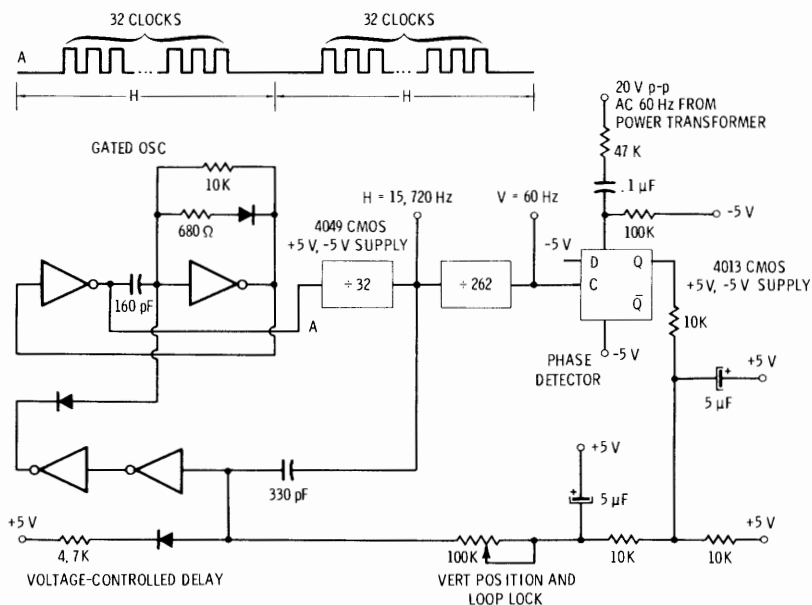 32 CLOCKS
32 CLOCKS
A
H
H
20 V p-p
AC 60 Hz FROM
POWER TRANSFORMER
GATED OSC
47 K
10K
.1 µF
H = 15,720 Hz
V = 60 Hz
680 Ω
4049 CMOS
+5 V, -5 V SUPPLY
-5 V
100K
-5 V
D
Q
4013 CMOS
+5 V, -5 V SUPPLY
÷ 32
÷ 262
C
Q̄
160 pF
A
10K
PHASE
DETECTOR
-5 V
+
+5 V
5 µF
+5 V
330 pF
+
5 µF
+5 V
+5 V
4.7K
100K
10K
10K
VOLTAGE-CONTROLLED DELAY
VERT POSITION AND
LOOP LOCK